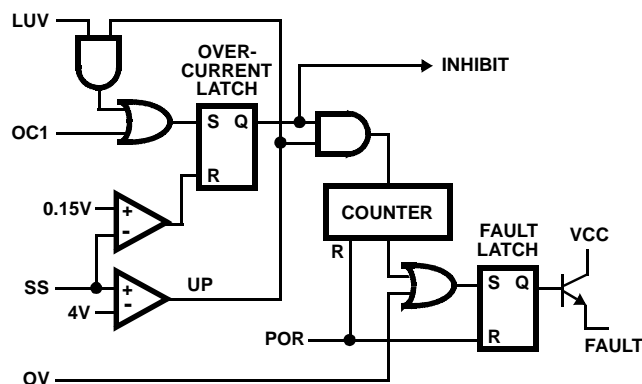 LUV
OVER-
CURRENT
LATCH
INHIBIT
S Q
OC1
R
0.15V
+
-
COUNTER
FAULT
LATCH
VCC
R
SS
+
-
UP
4V
S Q
POR
R
FAULT
OV